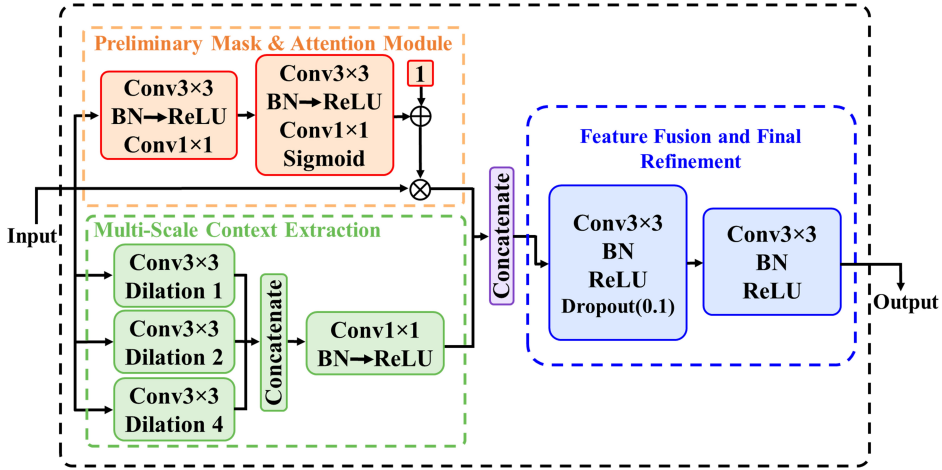 Preliminary Mask & Attention Module
Conv3×3
BN→ReLU
Conv1×1
Conv3×3
BN→ReLU
Conv1×1
Sigmoid
1
Input
Multi-Scale Context Extraction
Conv3×3
Dilation 1
Conv3×3
Dilation 2
Conv3×3
Dilation 4
Concatenate
Conv1×1
BN→ReLU
Concatenate
Feature Fusion and Final
Refinement
Conv3×3
BN
ReLU
Dropout(0.1)
Conv3×3
BN
ReLU
Output